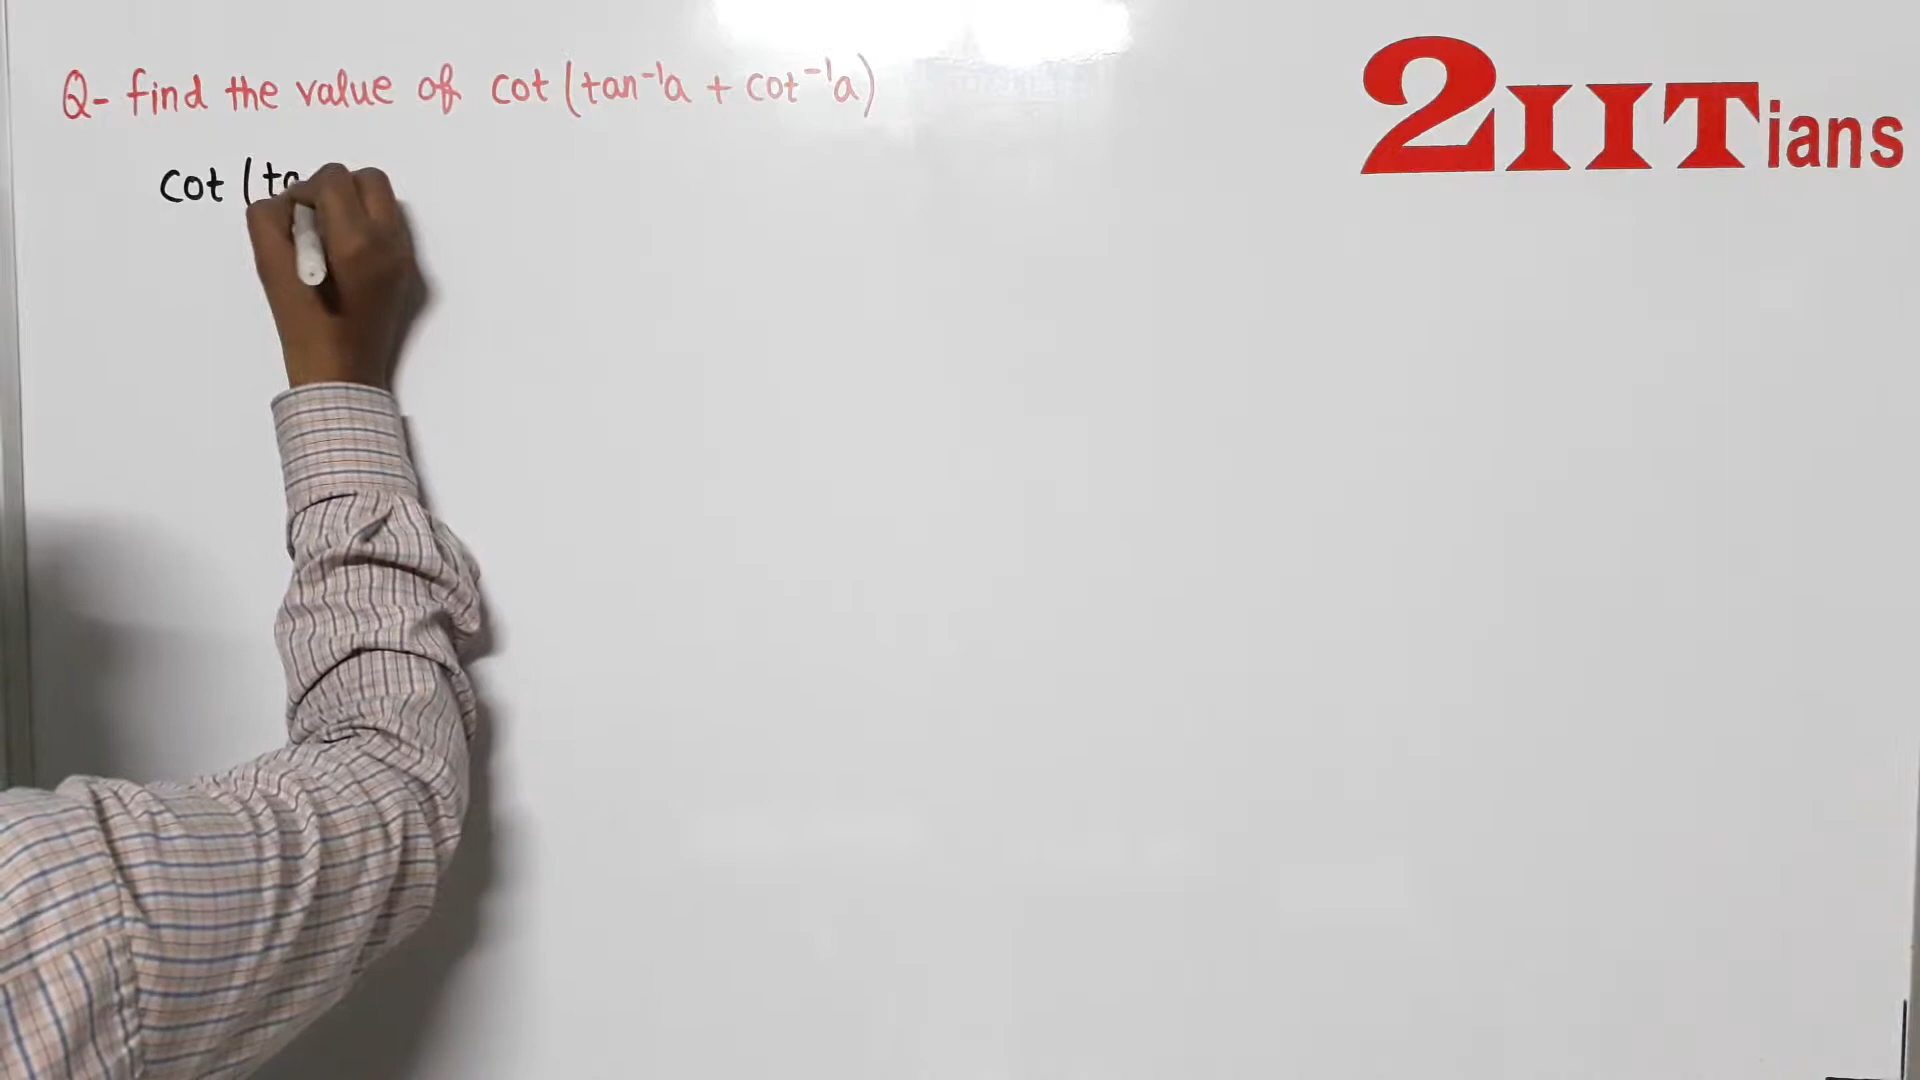 Q- find the value of cot (tan⁻¹a + cot⁻¹a)
2IITians
cot (ta